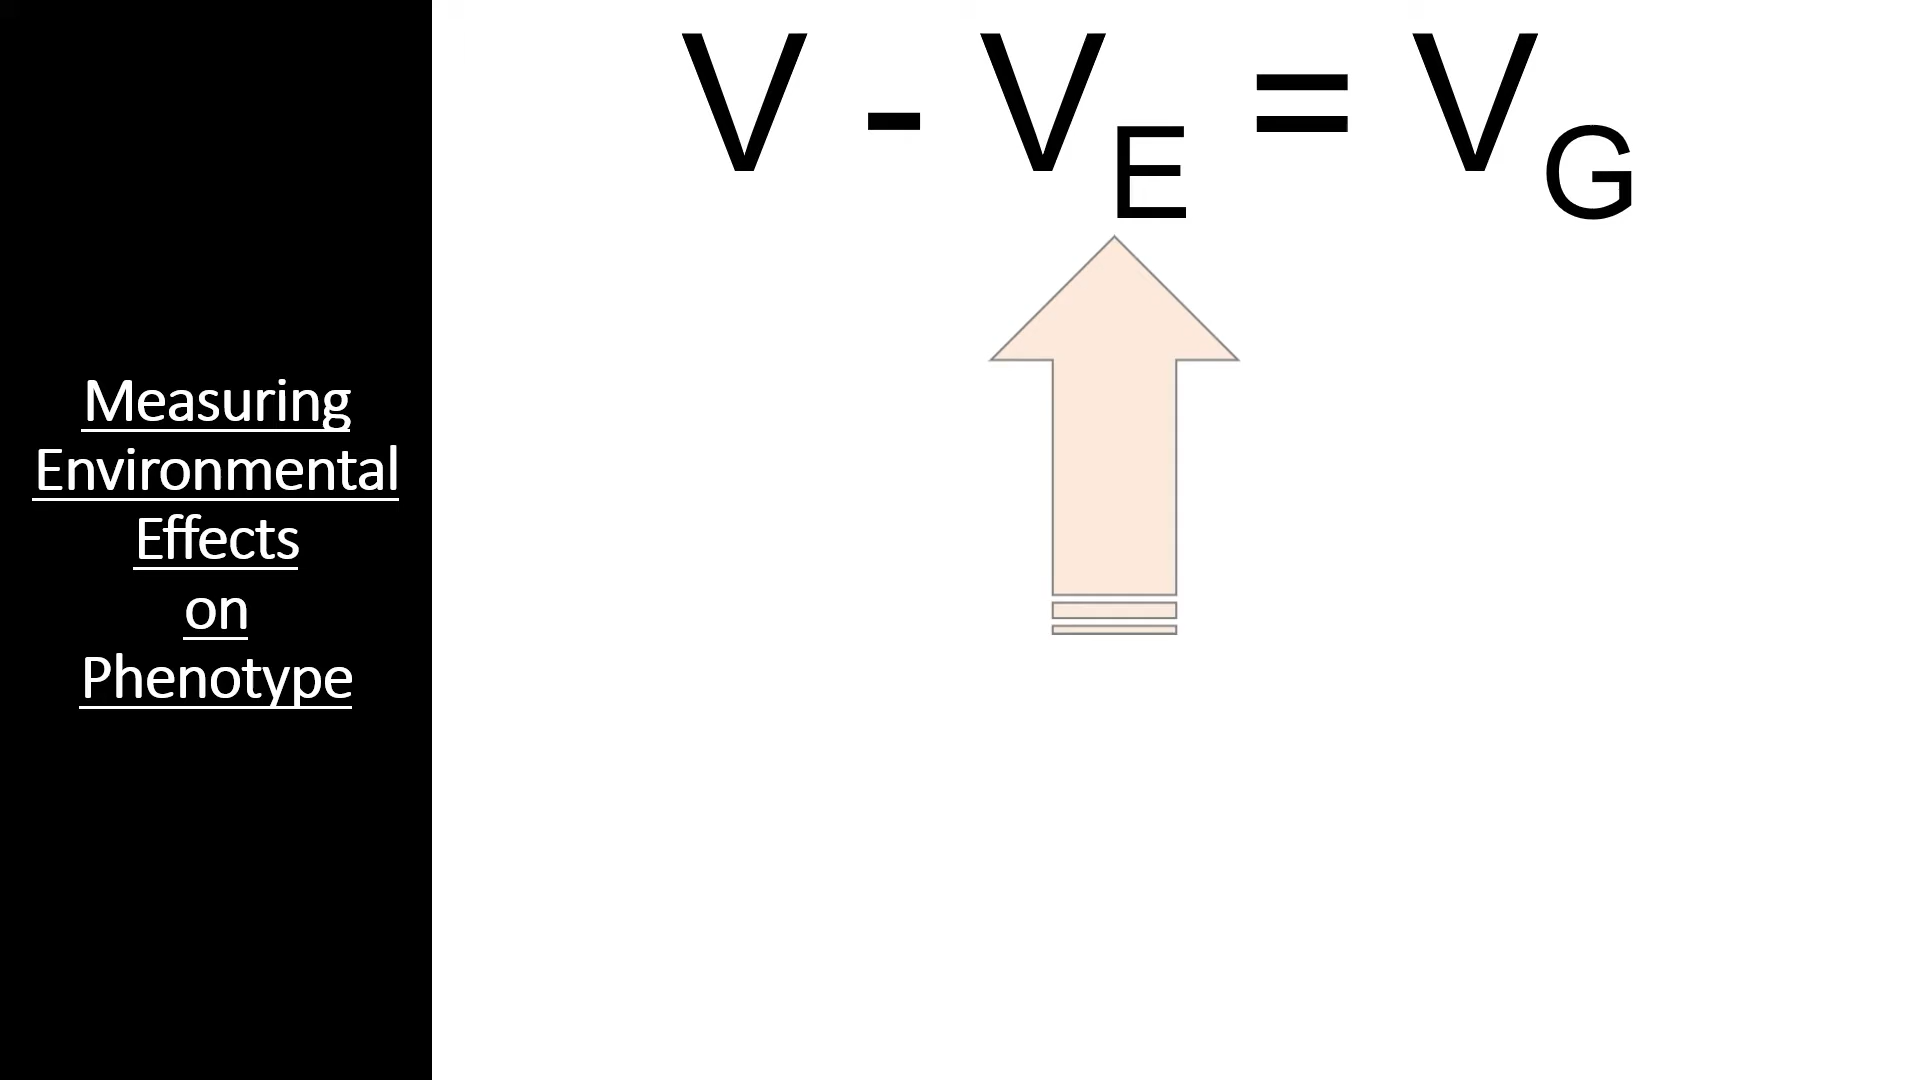 V - VE = VG
Measuring
Environmental
Effects
on
Phenotype